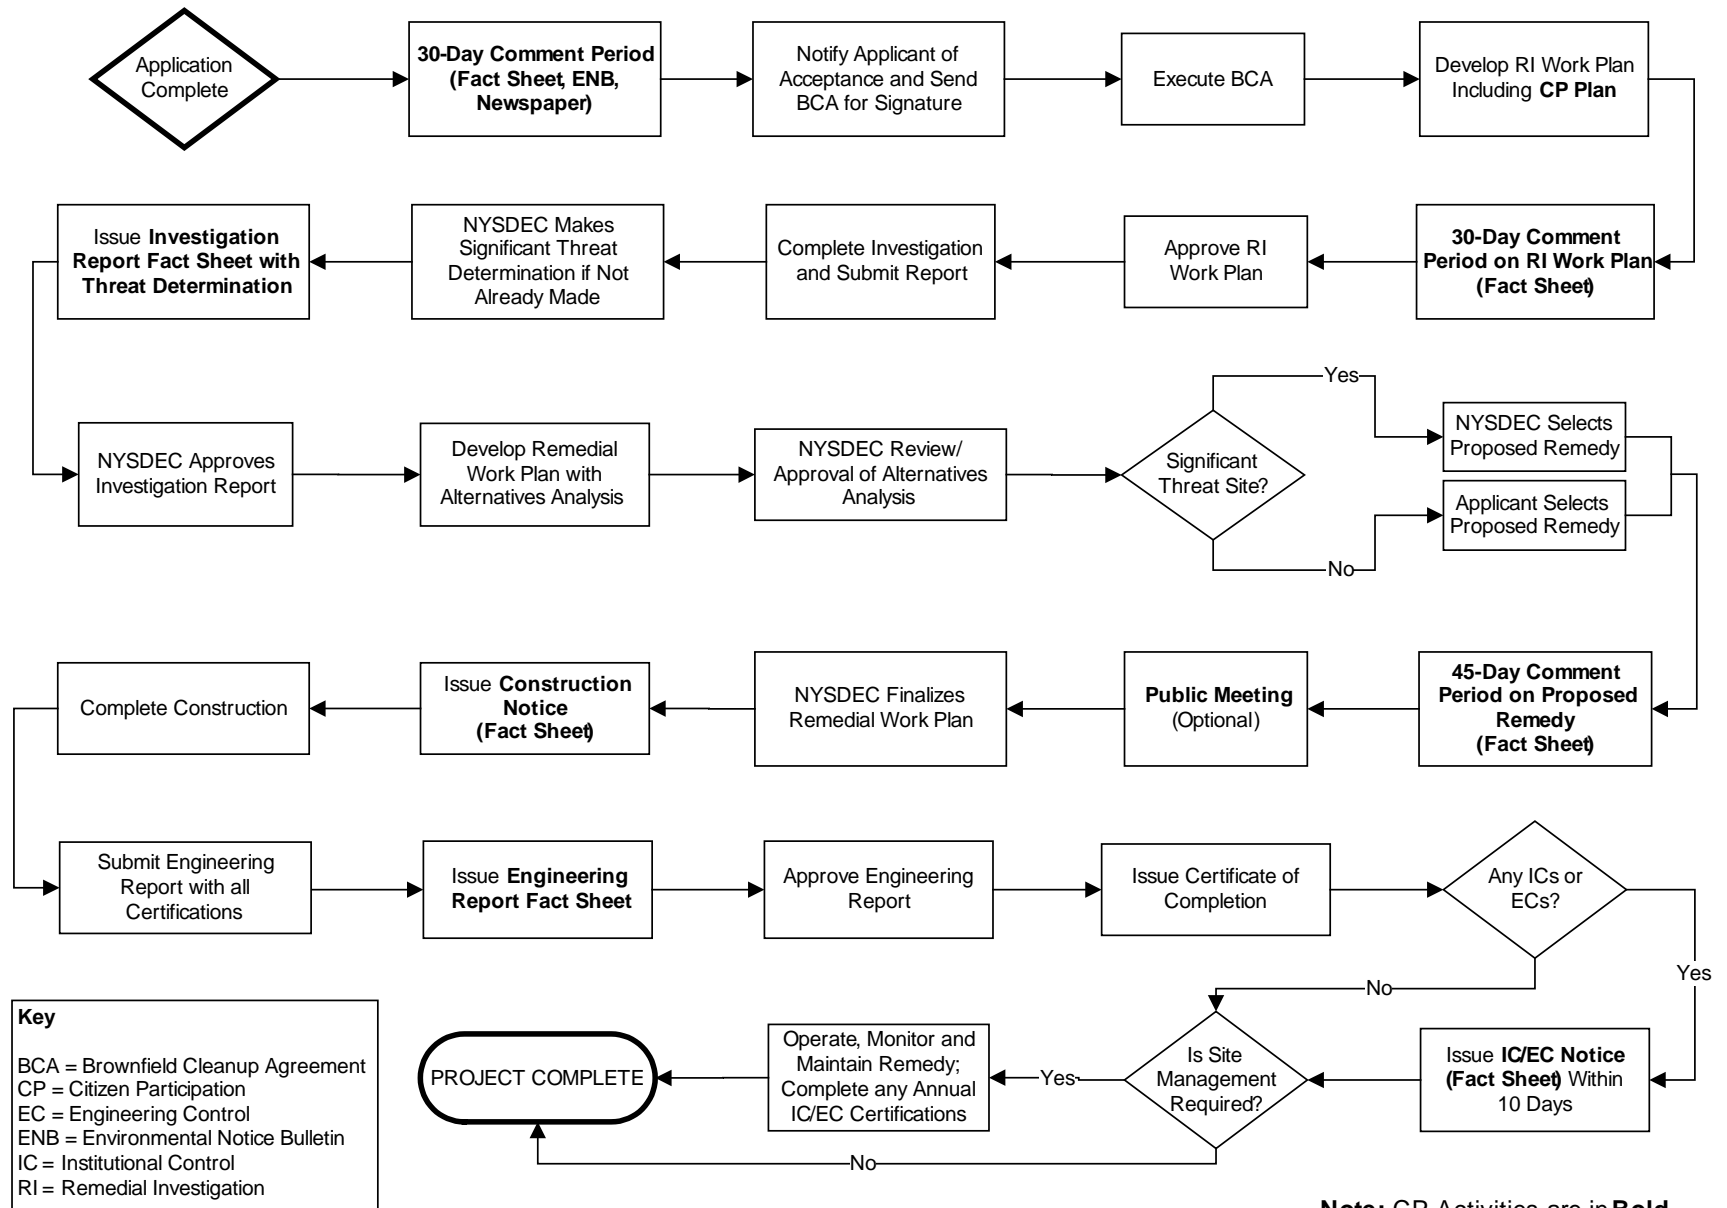 Application
Complete
30-Day Comment Period
(Fact Sheet, ENB,
Newspaper)
Notify Applicant of
Acceptance and Send
BCA for Signature
Execute BCA
Develop RI Work Plan
Including CP Plan
30-Day Comment
Period on RI Work Plan
(Fact Sheet)
Approve RI
Work Plan
Complete Investigation
and Submit Report
NYSDEC Makes
Significant Threat
Determination if Not
Already Made
Issue Investigation
Report Fact Sheet with
Threat Determination
NYSDEC Approves
Investigation Report
Develop Remedial
Work Plan with
Alternatives Analysis
NYSDEC Review/
Approval of Alternatives
Analysis
Significant
Threat Site?
Yes
No
NYSDEC Selects
Proposed Remedy
Applicant Selects
Proposed Remedy
45-Day Comment
Period on Proposed
Remedy
(Fact Sheet)
Public Meeting
(Optional)
NYSDEC Finalizes
Remedial Work Plan
Issue Construction
Notice
(Fact Sheet)
Complete Construction
Submit Engineering
Report with all
Certifications
Issue Engineering
Report Fact Sheet
Approve Engineering
Report
Issue Certificate of
Completion
Any ICs or
ECs?
Yes
No
Issue IC/EC Notice
(Fact Sheet) Within
10 Days
Is Site
Management
Required?
Yes
No
Operate, Monitor and
Maintain Remedy;
Complete any Annual
IC/EC Certifications
PROJECT COMPLETE
Key
BCA = Brownfield Cleanup Agreement
CP = Citizen Participation
EC = Engineering Control
ENB = Environmental Notice Bulletin
IC = Institutional Control
RI = Remedial Investigation
Note: CP Activities are in Bold